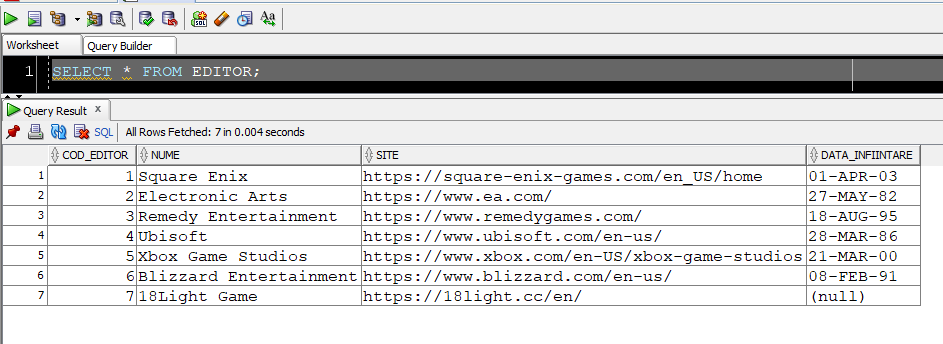 SQL
Aa
Worksheet Query Builder
1 SELECT * FROM EDITOR;
Query Result x
SQL All Rows Fetched: 7 in 0.004 seconds
COD_EDITOR NUME SITE DATA_INFIINTARE
1 1 Square Enix https://square-enix-games.com/en_US/home 01-APR-03
2 2 Electronic Arts https://www.ea.com/ 27-MAY-82
3 3 Remedy Entertainment https://www.remedygames.com/ 18-AUG-95
4 4 Ubisoft https://www.ubisoft.com/en-us/ 28-MAR-86
5 5 Xbox Game Studios https://www.xbox.com/en-US/xbox-game-studios 21-MAR-00
6 6 Blizzard Entertainment https://www.blizzard.com/en-us/ 08-FEB-91
7 7 18Light Game https://18light.cc/en/ (null)